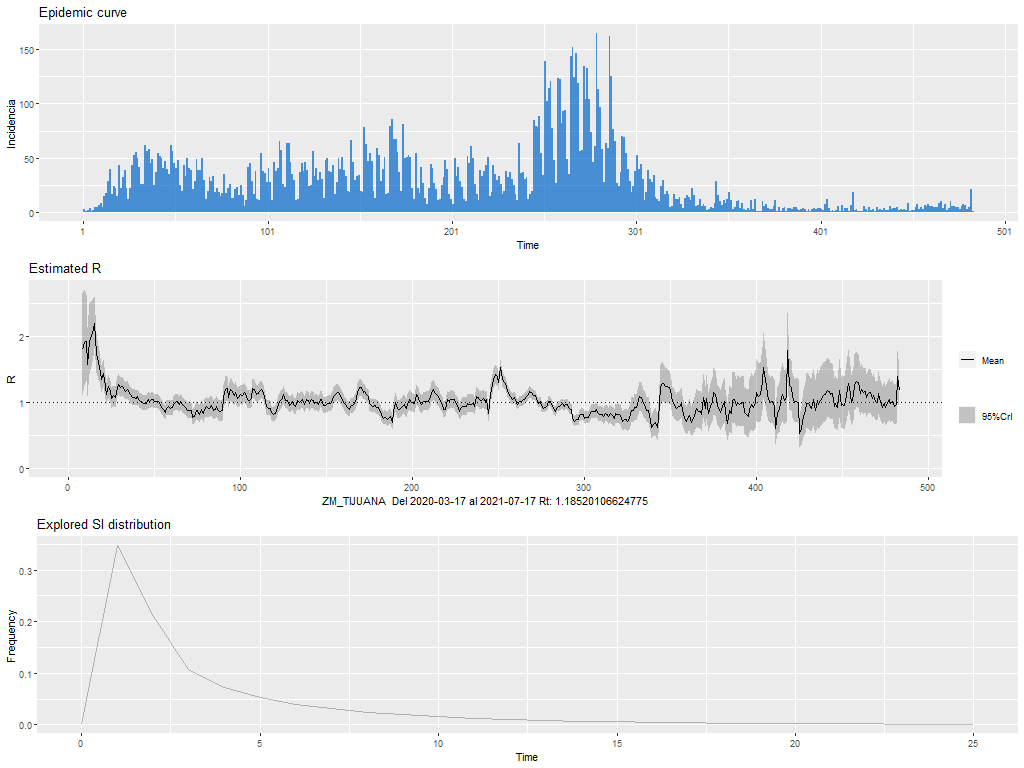 Epidemic curve
150
100
50
0
Incidencia
1 101 201 301 401 501
Time
Estimated R
2
1
0
R
Mean
95%CrI
0 100 200 300 400 500
ZM_TIJUANA Del 2020-03-17 al 2021-07-17 Rt: 1.18520106624775
Explored SI distribution
0.3
0.2
0.1
0.0
Frequency
0 5 10 15 20 25
Time